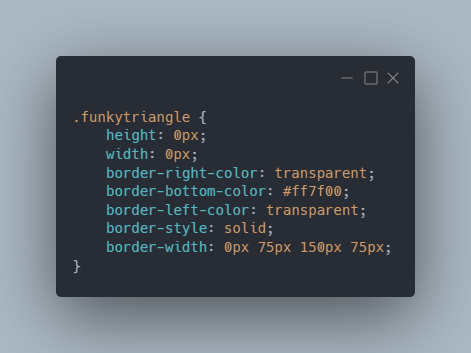 .funkytriangle {
    height: 0px;
    width: 0px;
    border-right-color: transparent;
    border-bottom-color: #ff7f00;
    border-left-color: transparent;
    border-style: solid;
    border-width: 0px 75px 150px 75px;
}